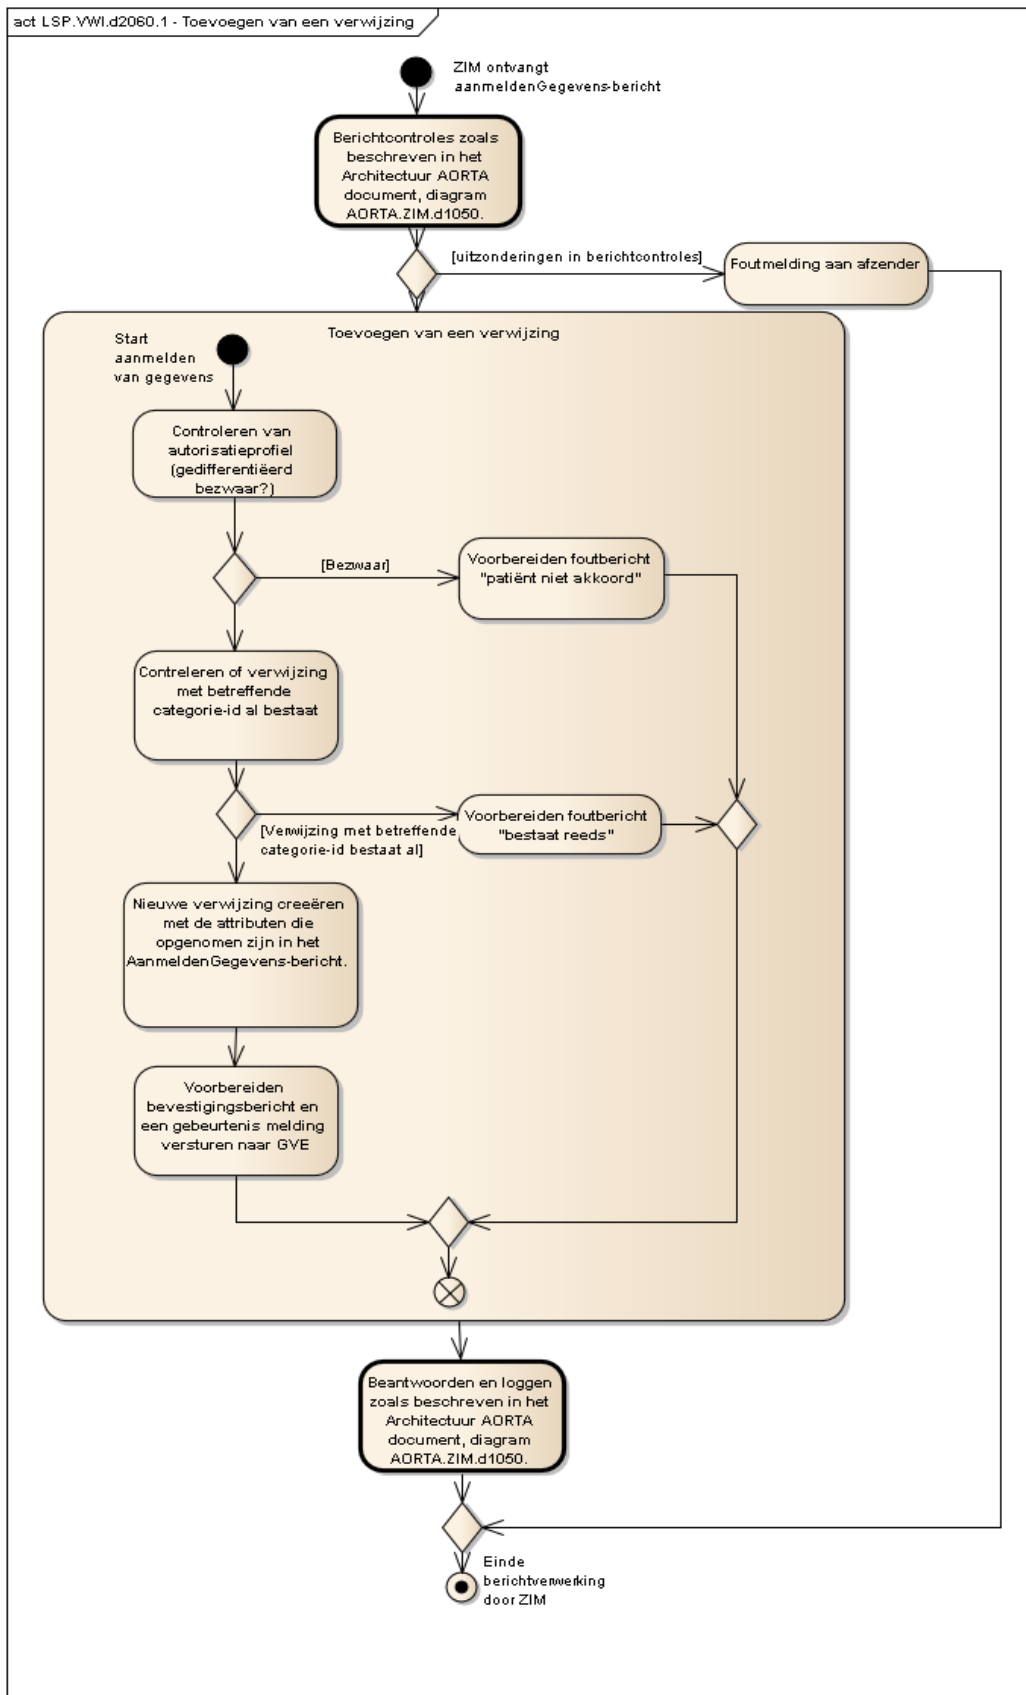 act LSP.VWI.d2060.1 - Toevoegen van een verwijzing
ZIM ontvangt
aanmeldenGegevens-bericht
Berichtcontroles zoals
beschreven in het
Architectuur AORTA
document, diagram
AORTA.ZIM.d1050.
[uitzonderingen in berichtcontroles]
Foutmelding aan afzender
Toevoegen van een verwijzing
Start
aanmelden
van gegevens
Controleren van
autorisatieprofiel
(gedifferentiëerd
bezwaar?)
[Bezwaar]
Voorbereiden foutbericht
"patiënt niet akkoord"
Contreleren of verwijzing
met betreffende
categorie-id al bestaat
[Verwijzing met betreffende
categorie-id bestaat al]
Voorbereiden foutbericht
"bestaat reeds"
Nieuwe verwijzing creeëren
met de attributen die
opgenomen zijn in het
AanmeldenGegevens-bericht.
Voorbereiden
bevestigingsbericht en
een gebeurtenis melding
versturen naar GVE
Beantwoorden en loggen
zoals beschreven in het
Architectuur AORTA
document, diagram
AORTA.ZIM.d1050.
Einde
berichtverwerking
door ZIM